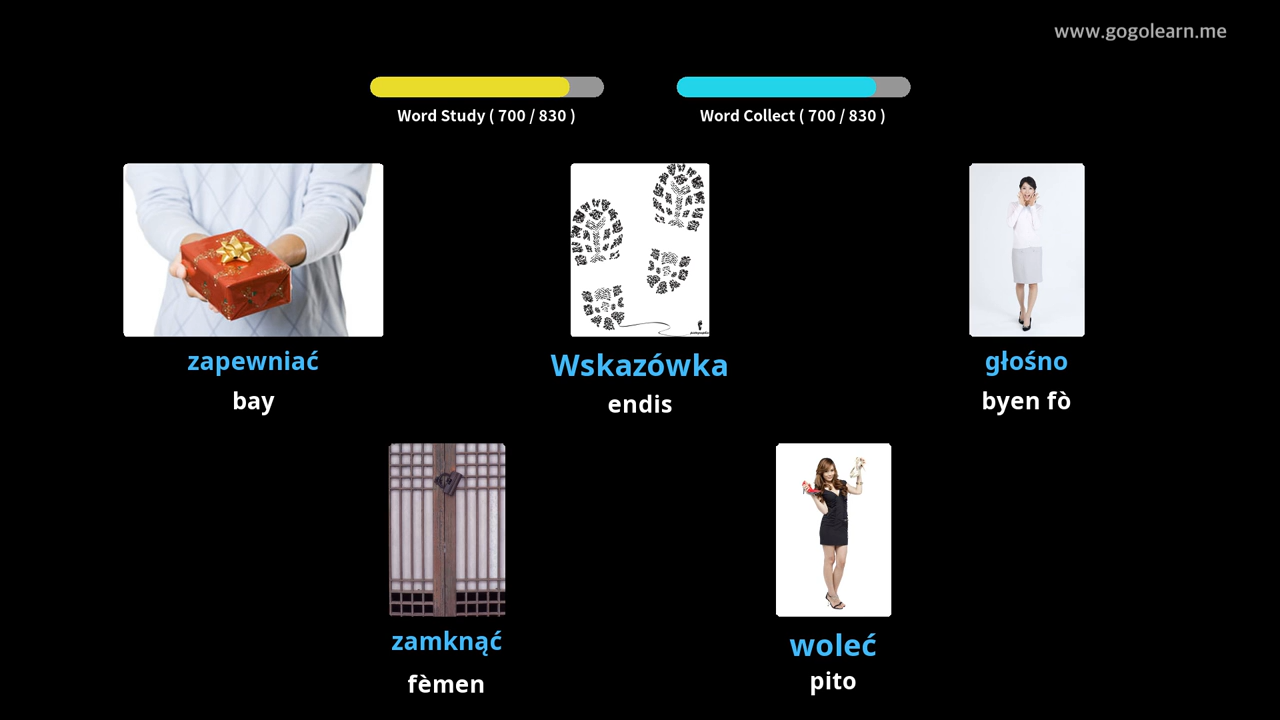 www.gogolearn.me
Word Study ( 700 / 830 )
Word Collect ( 700 / 830 )
zapewniać
bay
Wskazówka
endis
głośno
byen fò
zamknąć
fèmen
woleć
pito